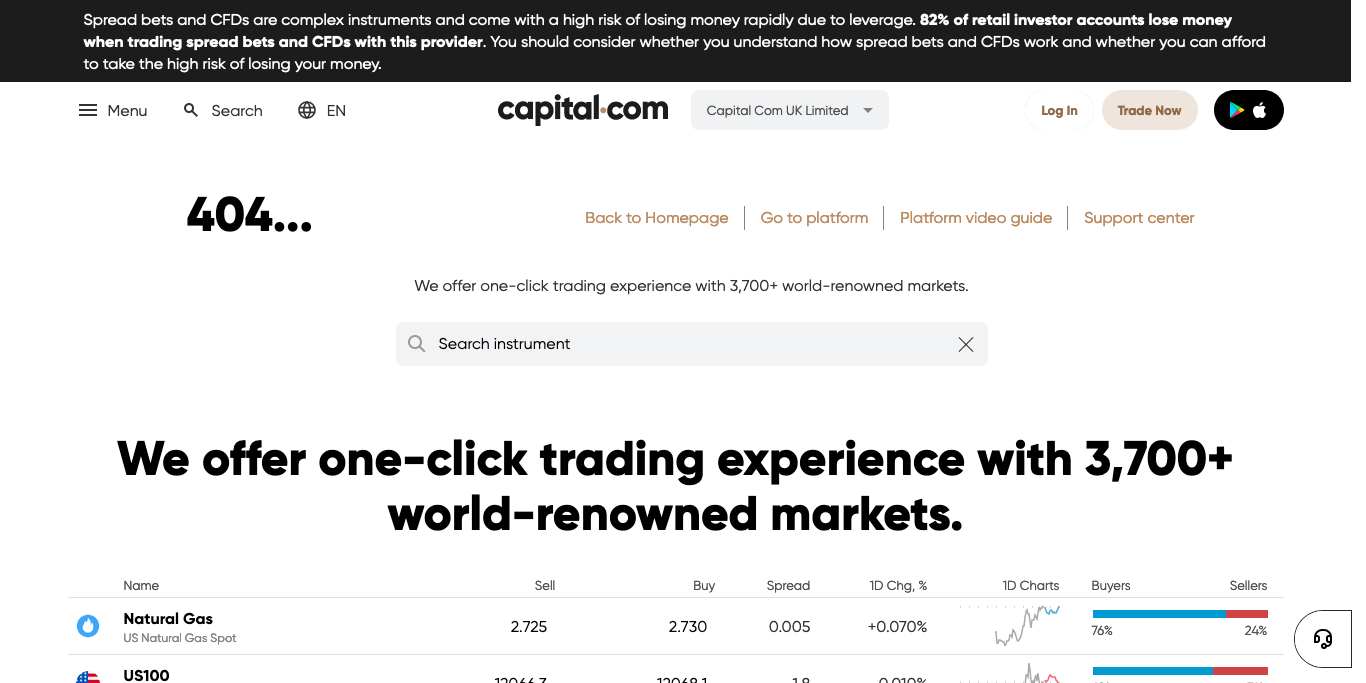 Spread bets and CFDs are complex instruments and come with a high risk of losing money rapidly due to leverage. 82% of retail investor accounts lose money
when trading spread bets and CFDs with this provider. You should consider whether you understand how spread bets and CFDs work and whether you can afford
to take the high risk of losing your money.
Menu Search EN capital.com Capital Com UK Limited Log In Trade Now
404... Back to Homepage Go to platform Platform video guide Support center
We offer one-click trading experience with 3,700+ world-renowned markets.
Search instrument
We offer one-click trading experience with 3,700+
world-renowned markets.
Name Sell Buy Spread 1D Chg, % 1D Charts Buyers Sellers
Natural Gas 2.725 2.730 0.005 +0.070% 76% 24%
US Natural Gas Spot
US100